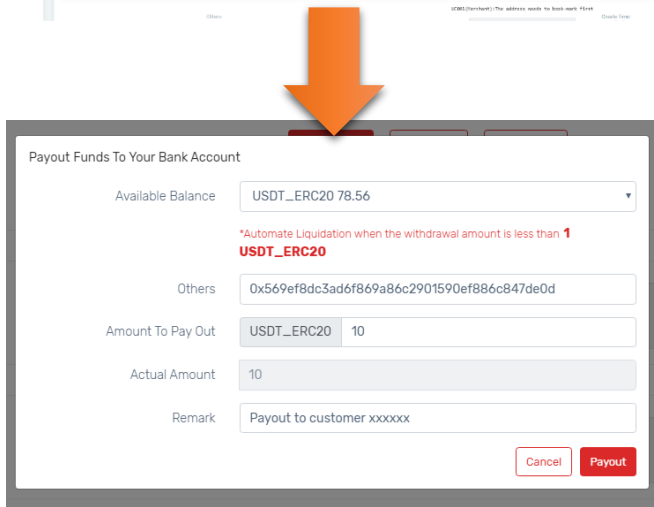 UC001(Merchant):The address needs to book mark first
Others
Payout Funds To Your Bank Account
Available Balance
USDT_ERC20 78.56
*Automate Liquidation when the withdrawal amount is less than 1
USDT_ERC20
Others
0x569ef8dc3ad6f869a86c2901590ef886c847de0d
Amount To Pay Out
USDT_ERC20
10
Actual Amount
10
Remark
Payout to customer xxxxxx
Cancel
Payout